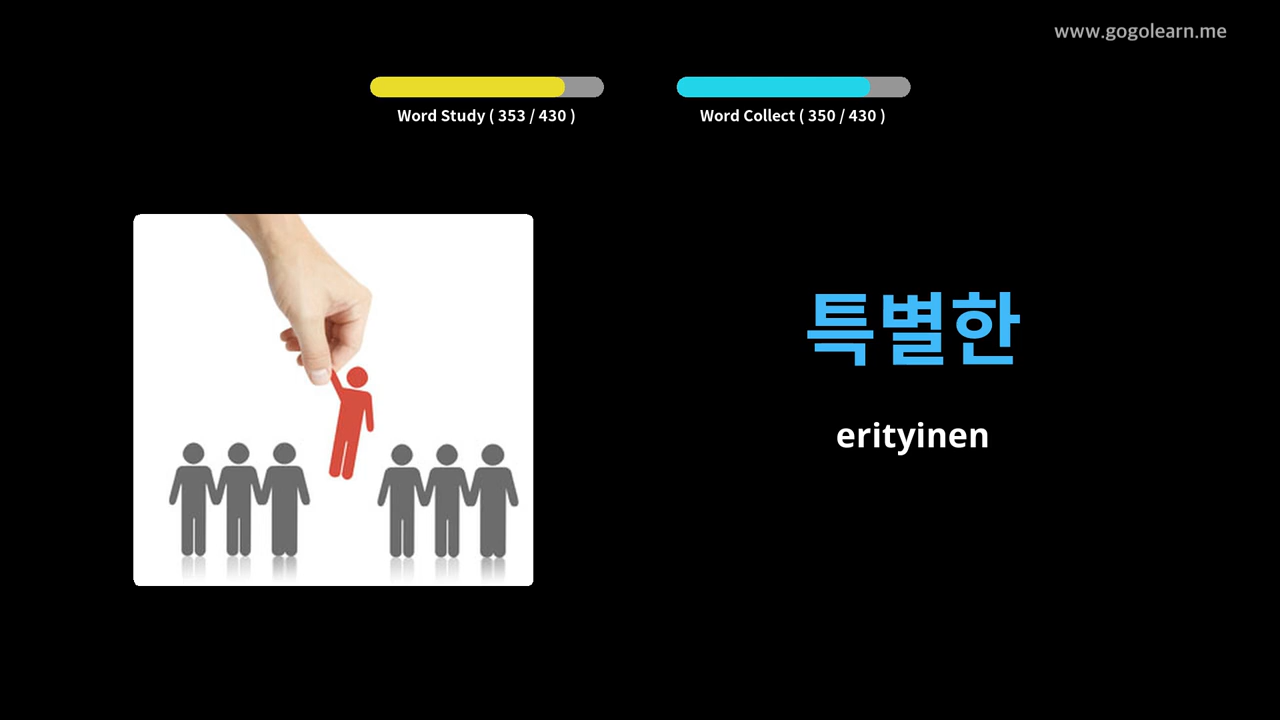 www.gogolearn.me
Word Study ( 353 / 430 )
Word Collect ( 350 / 430 )
특별한
erityinen